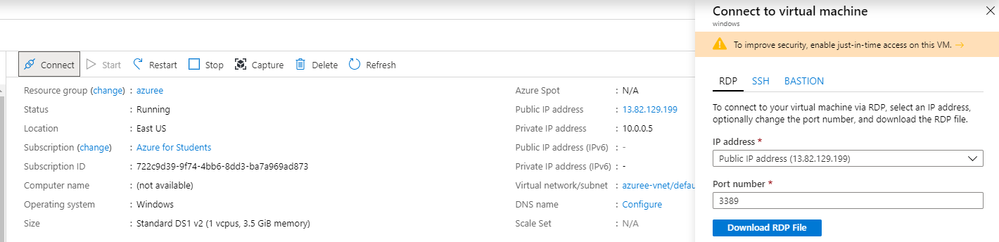 Connect to virtual machine
windows
To improve security, enable just-in-time access on this VM. →
Connect Start Restart Stop Capture Delete Refresh
RDP SSH BASTION
Resource group (change) : azuree
Azure Spot : N/A
Status : Running
Public IP address : 13.82.129.199
Location : East US
Private IP address : 10.0.0.5
Subscription (change) : Azure for Students
Public IP address (IPv6) : -
Subscription ID : 722c9d39-9f74-4bb6-8dd3-ba7a969ad873
Private IP address (IPv6) : -
Computer name : (not available)
Virtual network/subnet : azuree-vnet/defau
Operating system : Windows
DNS name : Configure
Size : Standard DS1 v2 (1 vcpus, 3.5 GiB memory)
Scale Set : N/A
To connect to your virtual machine via RDP, select an IP address,
optionally change the port number, and download the RDP file.
IP address *
Public IP address (13.82.129.199)
Port number *
3389
Download RDP File